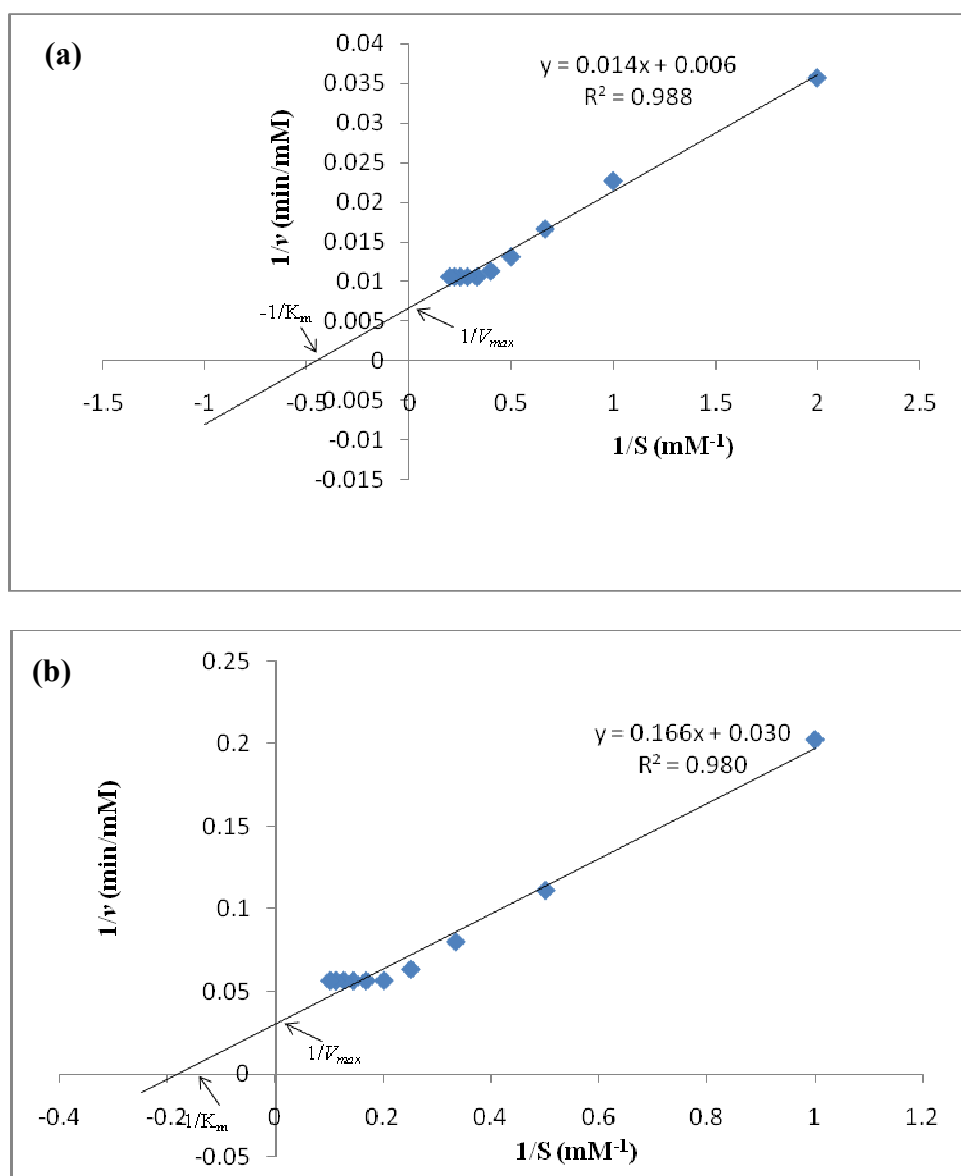 (a)
y = 0.014x + 0.006
R² = 0.988
1/v (min/mM)
0.04
0.035
0.03
0.025
0.02
0.015
0.01
0.005
0
-0.005
-0.01
-0.015
-1/Kₘ
1/Vₘₐₓ
-1.5 -1 -0.5 0 0.5 1 1.5 2 2.5
1/S (mM⁻¹)
(b)
y = 0.166x + 0.030
R² = 0.980
1/v (min/mM)
0.25
0.2
0.15
0.1
0.05
0
-0.05
1/Vₘₐₓ
-1/Kₘ
-0.4 -0.2 0 0.2 0.4 0.6 0.8 1 1.2
1/S (mM⁻¹)